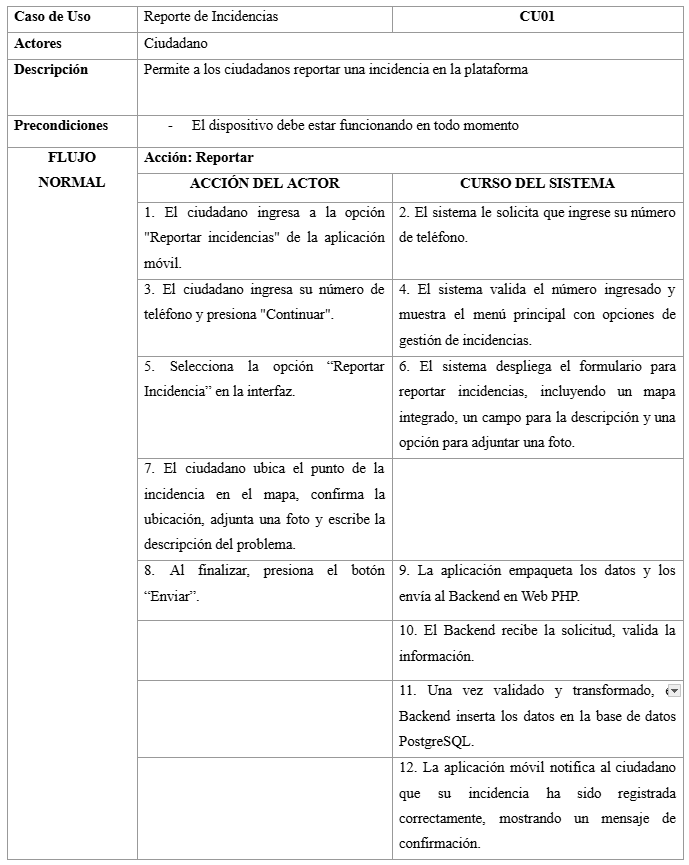 Caso de Uso
Reporte de Incidencias
CU01
Actores
Ciudadano
Descripción
Permite a los ciudadanos reportar una incidencia en la plataforma
Precondiciones
- El dispositivo debe estar funcionando en todo momento
FLUJO
NORMAL
Acción: Reportar
ACCIÓN DEL ACTOR
CURSO DEL SISTEMA
1. El ciudadano ingresa a la opción
"Reportar incidencias" de la aplicación
móvil.
2. El sistema le solicita que ingrese su número
de teléfono.
3. El ciudadano ingresa su número de
teléfono y presiona "Continuar".
4. El sistema valida el número ingresado y
muestra el menú principal con opciones de
gestión de incidencias.
5. Selecciona la opción “Reportar
Incidencia” en la interfaz.
6. El sistema despliega el formulario para
reportar incidencias, incluyendo un mapa
integrado, un campo para la descripción y una
opción para adjuntar una foto.
7. El ciudadano ubica el punto de la
incidencia en el mapa, confirma la
ubicación, adjunta una foto y escribe la
descripción del problema.
8. Al finalizar, presiona el botón
“Enviar”.
9. La aplicación empaqueta los datos y los
envía al Backend en Web PHP.
10. El Backend recibe la solicitud, valida la
información.
11. Una vez validado y transformado,
Backend inserta los datos en la base de datos
PostgreSQL.
12. La aplicación móvil notifica al ciudadano
que su incidencia ha sido registrada
correctamente, mostrando un mensaje de
confirmación.